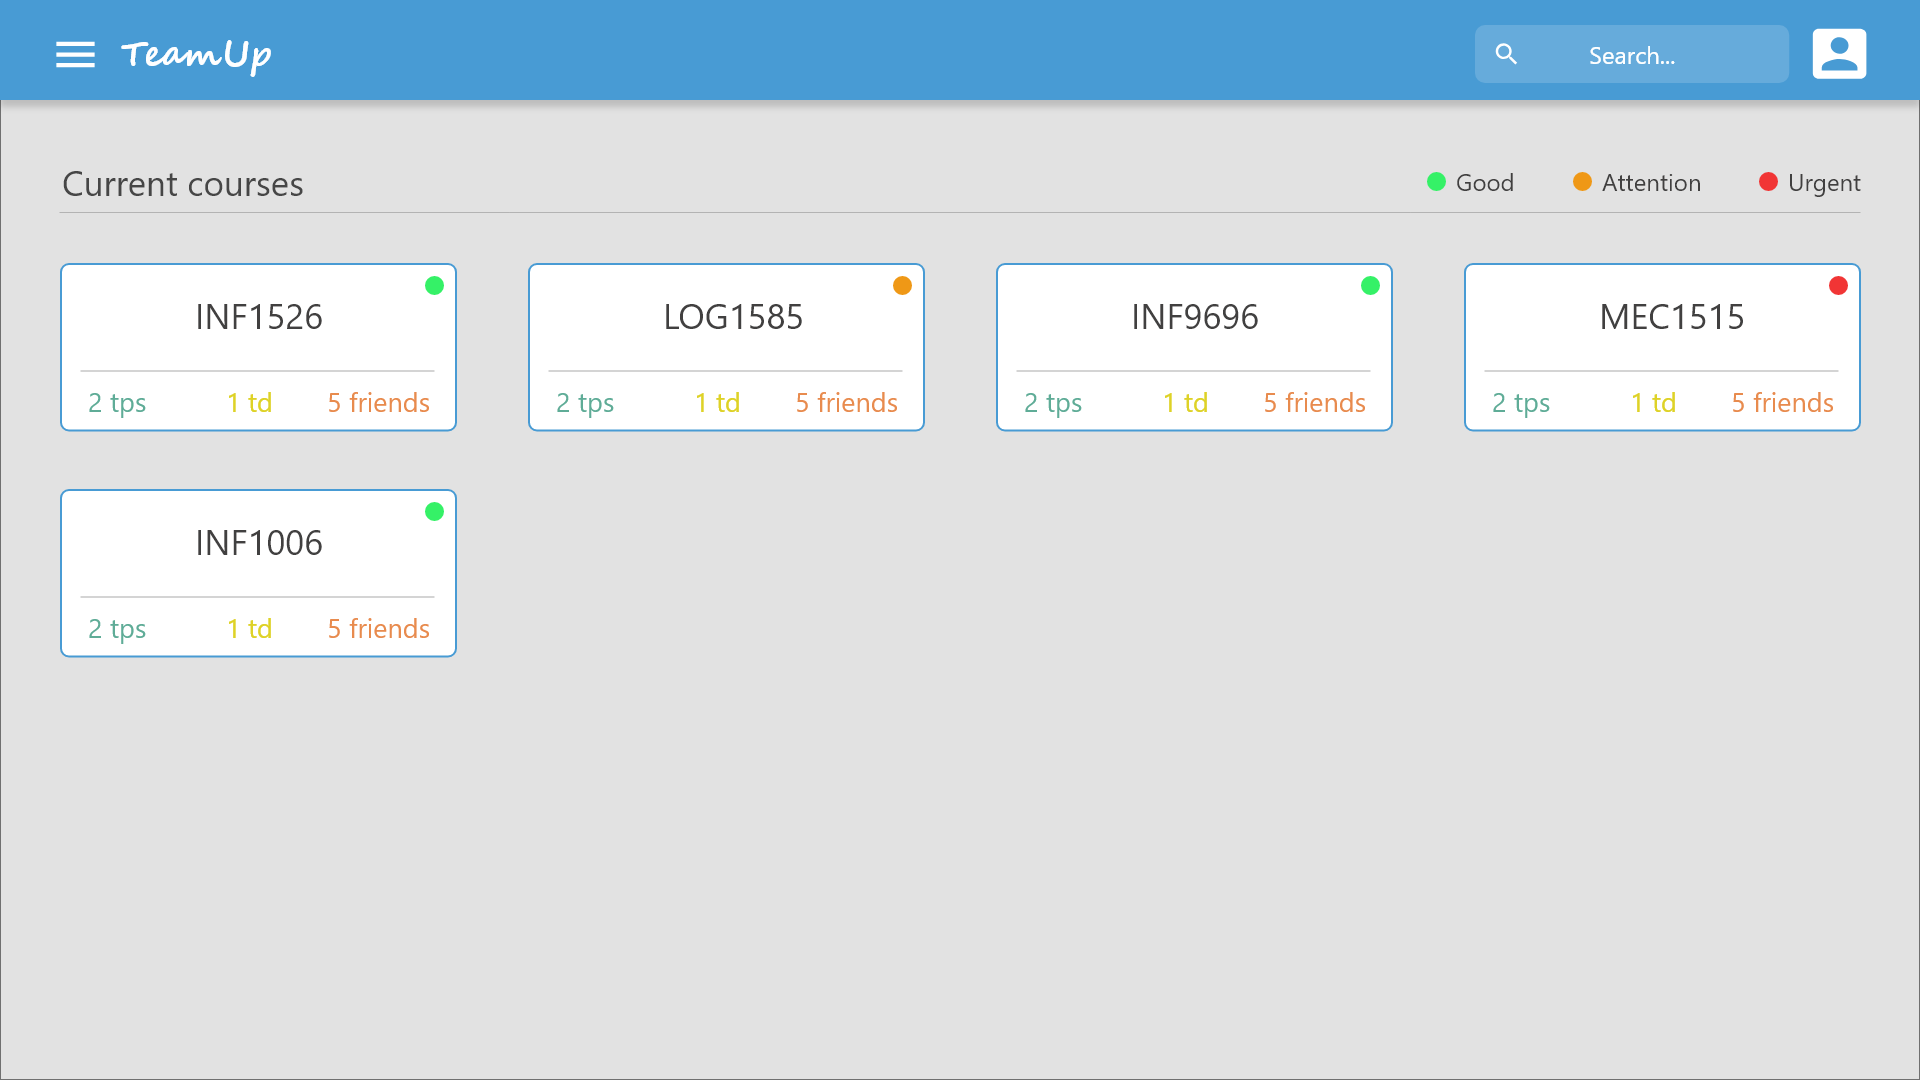 TeamUp
Search...
Current courses
Good
Attention
Urgent
INF1526
2 tps 1 td 5 friends
LOG1585
2 tps 1 td 5 friends
INF9696
2 tps 1 td 5 friends
MEC1515
2 tps 1 td 5 friends
INF1006
2 tps 1 td 5 friends